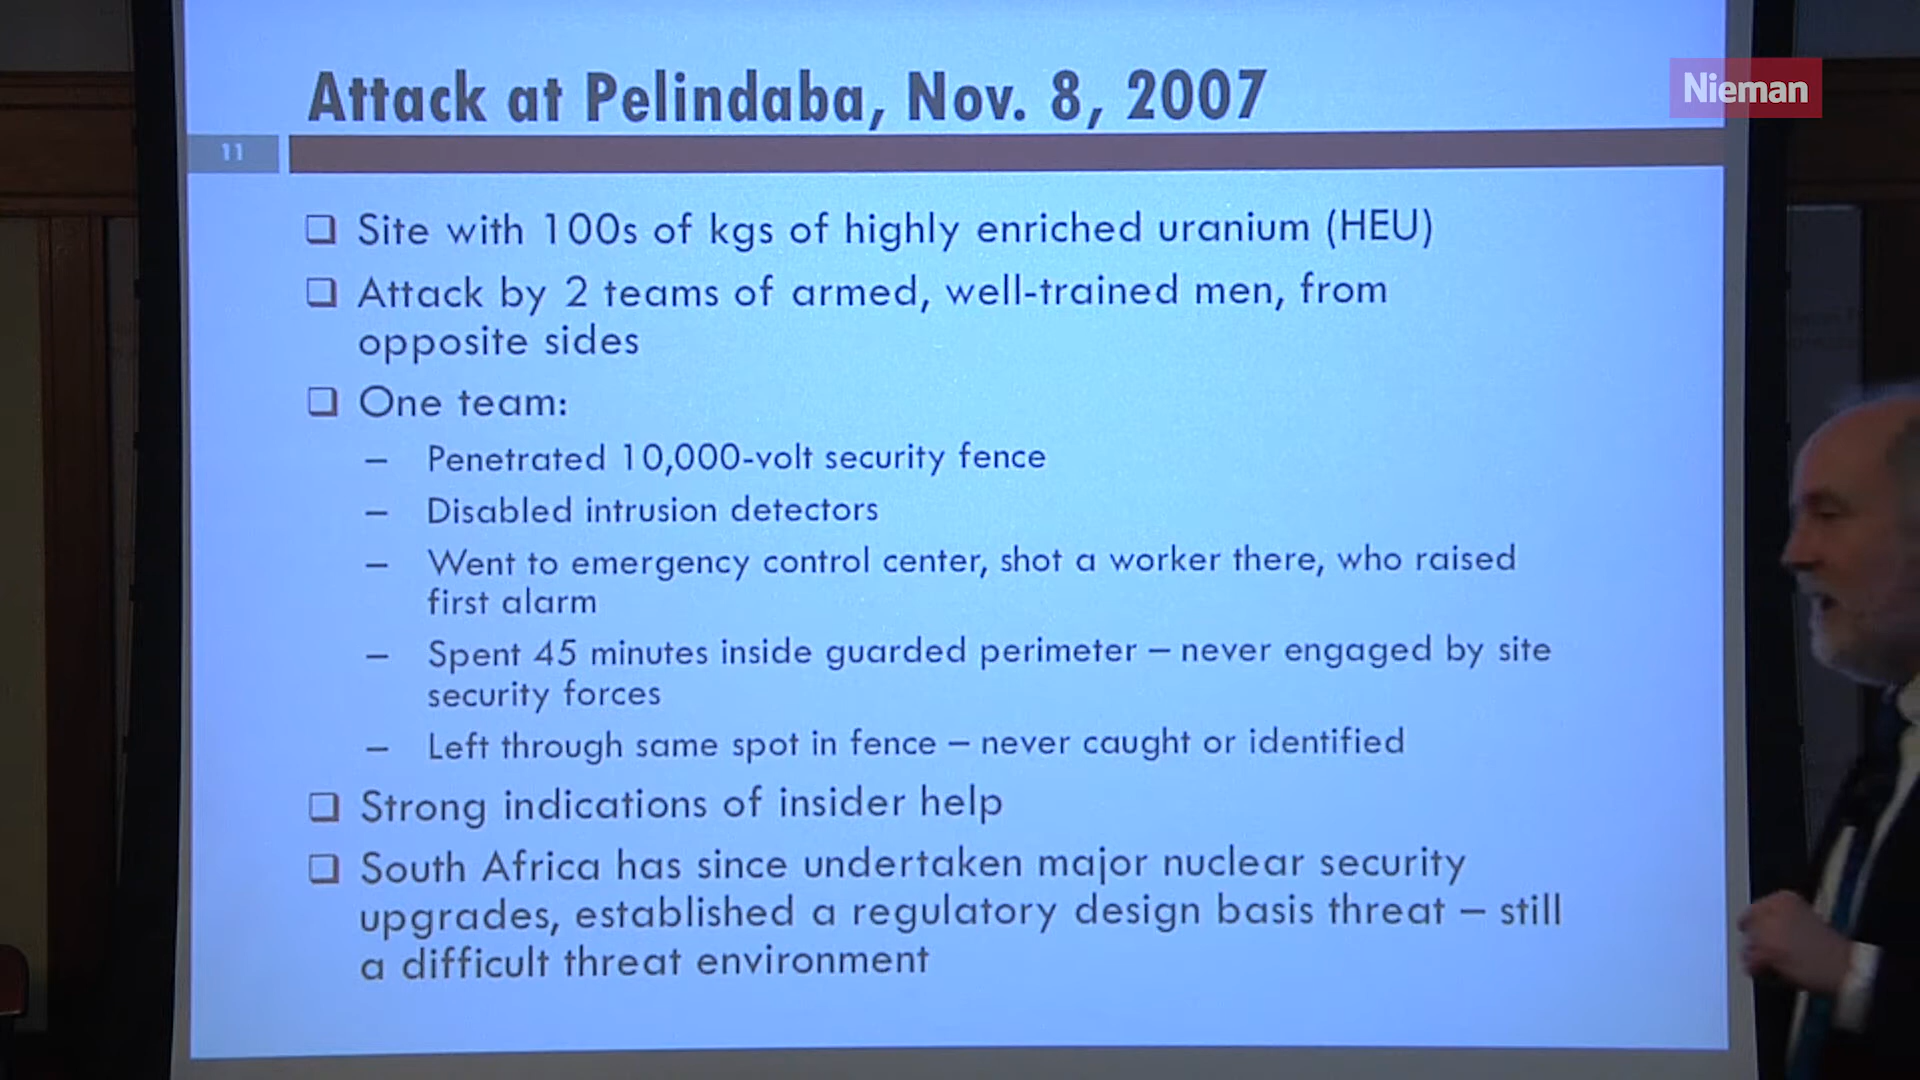 Attack at Pelindaba, Nov. 8, 2007
Nieman
11
Site with 100s of kgs of highly enriched uranium (HEU)
Attack by 2 teams of armed, well-trained men, from
opposite sides
One team:
– Penetrated 10,000-volt security fence
– Disabled intrusion detectors
– Went to emergency control center, shot a worker there, who raised
first alarm
– Spent 45 minutes inside guarded perimeter – never engaged by site
security forces
– Left through same spot in fence – never caught or identified
Strong indications of insider help
South Africa has since undertaken major nuclear security
upgrades, established a regulatory design basis threat – still
a difficult threat environment